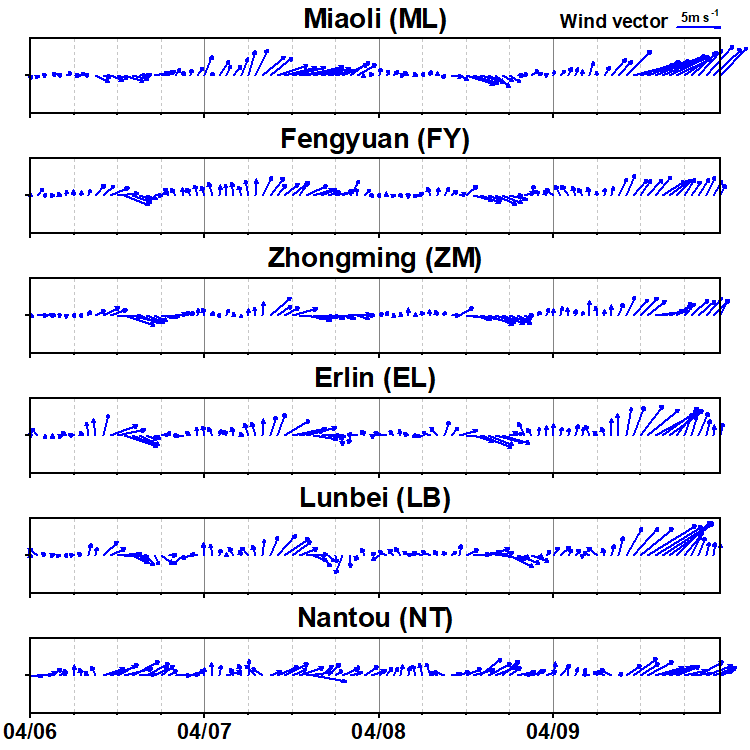 Miaoli (ML)
Wind vector 5m s⁻¹
Fengyuan (FY)
Zhongming (ZM)
Erlin (EL)
Lunbei (LB)
Nantou (NT)
04/06 04/07 04/08 04/09